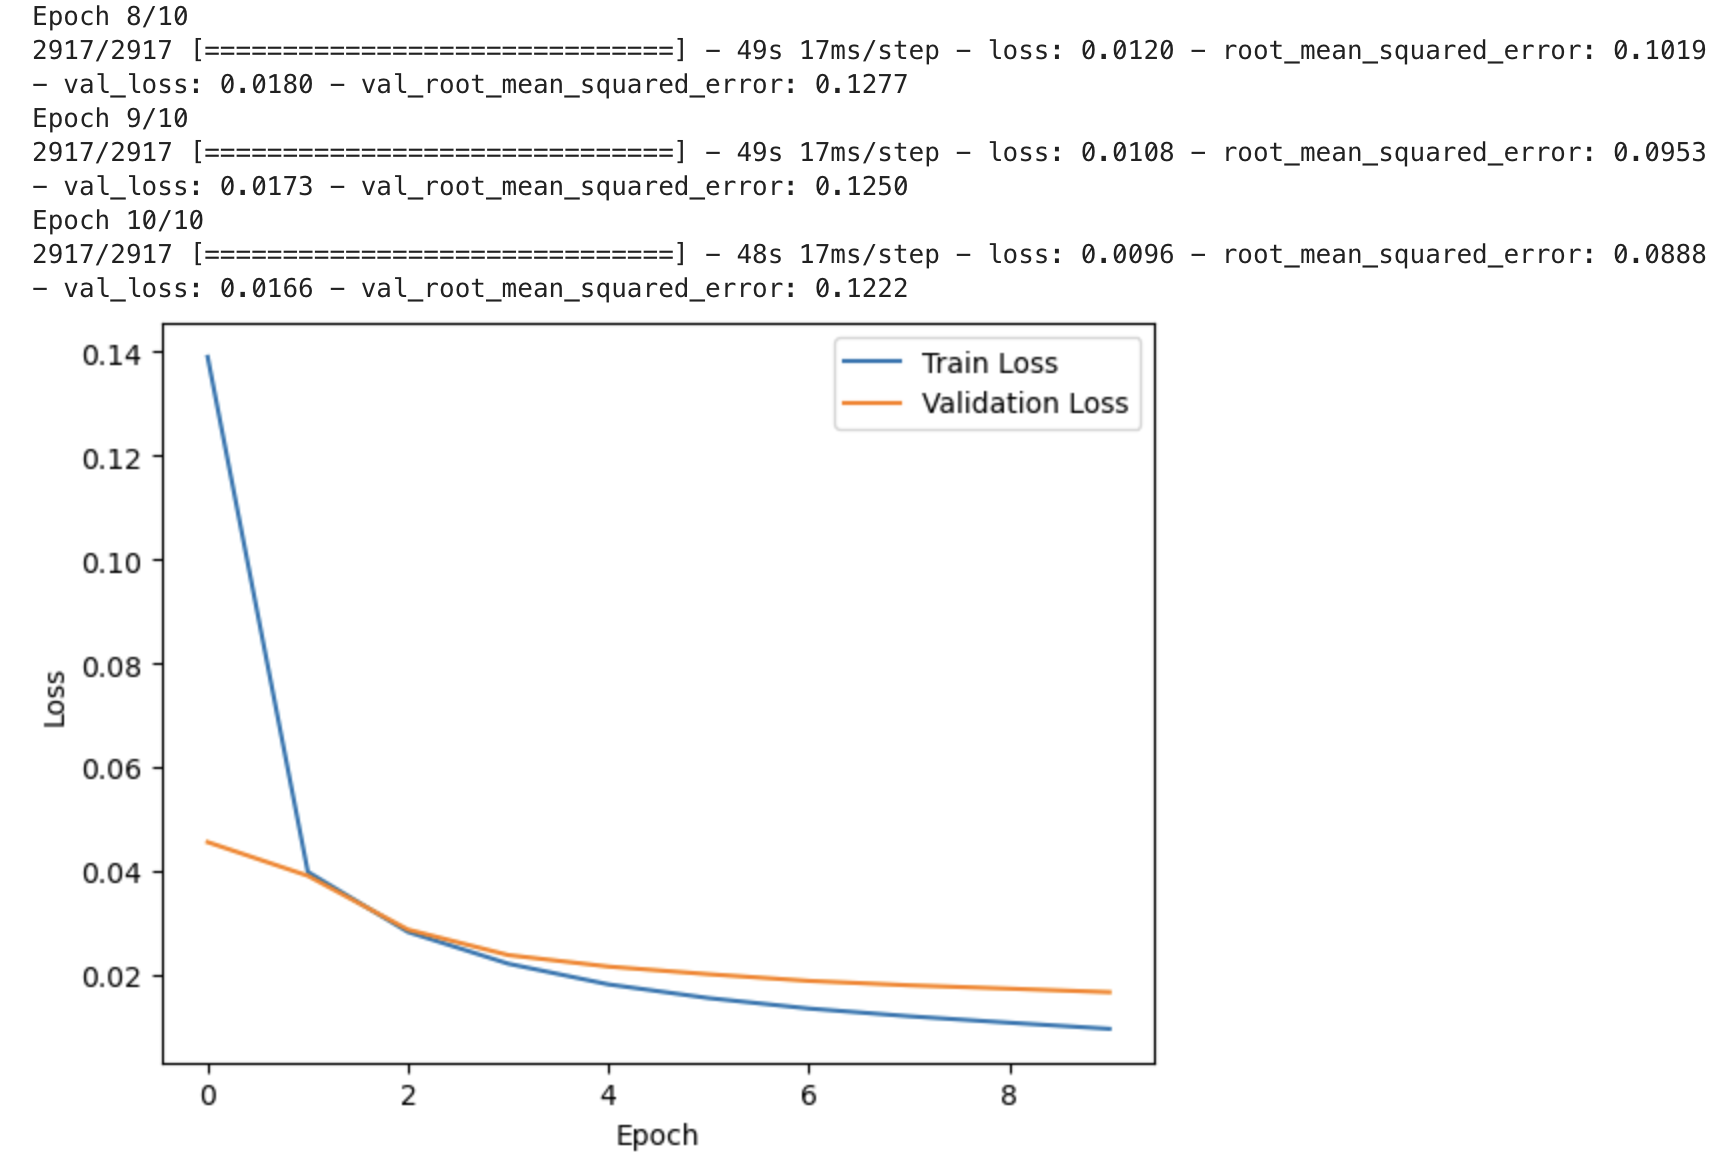 Epoch 8/10
2917/2917 [==============================] - 49s 17ms/step - loss: 0.0120 - root_mean_squared_error: 0.1019
- val_loss: 0.0180 - val_root_mean_squared_error: 0.1277
Epoch 9/10
2917/2917 [==============================] - 49s 17ms/step - loss: 0.0108 - root_mean_squared_error: 0.0953
- val_loss: 0.0173 - val_root_mean_squared_error: 0.1250
Epoch 10/10
2917/2917 [==============================] - 48s 17ms/step - loss: 0.0096 - root_mean_squared_error: 0.0888
- val_loss: 0.0166 - val_root_mean_squared_error: 0.1222
Train Loss
Validation Loss
0.14
0.12
0.10
0.08
0.06
0.04
0.02
Loss
0 2 4 6 8
Epoch